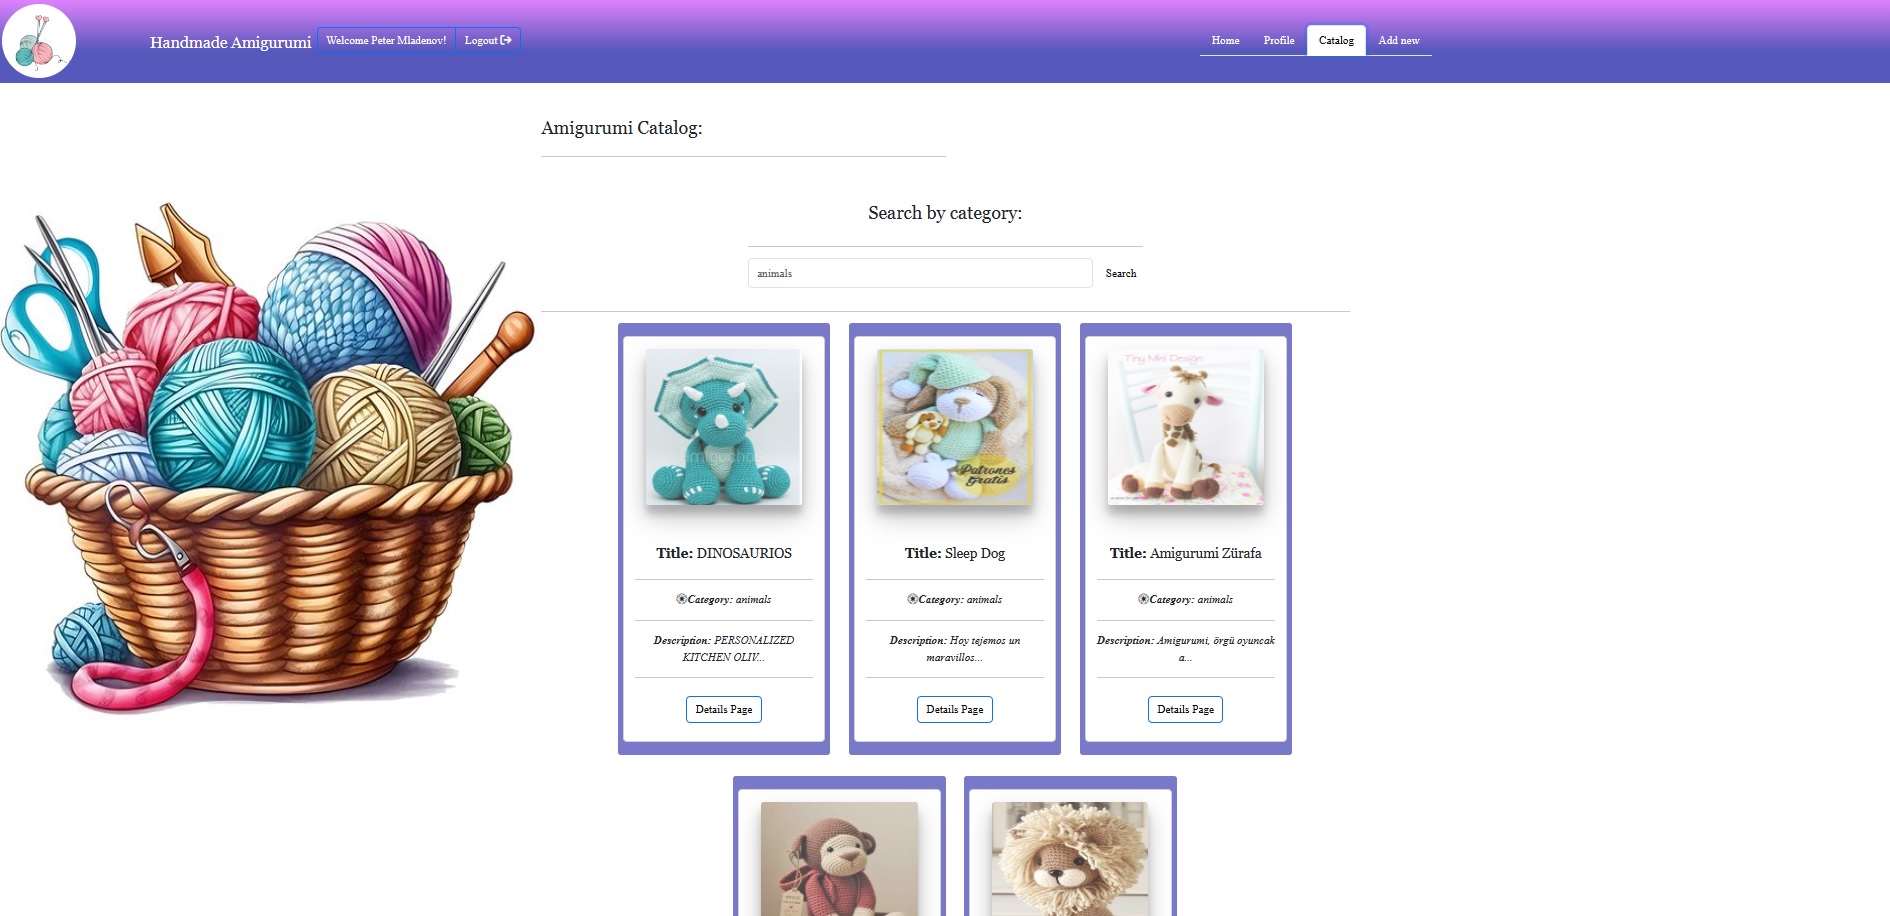 Handmade Amigurumi Welcome Peter Mladenov! Logout
Home Profile Catalog Add new
Amigurumi Catalog:
Search by category:
animals Search
emiguchos
Patrones
Gratis
Tiny Mini Design
Title: DINOSAURIOS
Category: animals
Description: PERSONALIZED
KITCHEN OLIV...
Details Page
Title: Sleep Dog
Category: animals
Description: Hoy tejemos un
maravillos...
Details Page
Title: Amigurumi Zürafa
Category: animals
Description: Amigurumi, örgü oyuncak
a...
Details Page